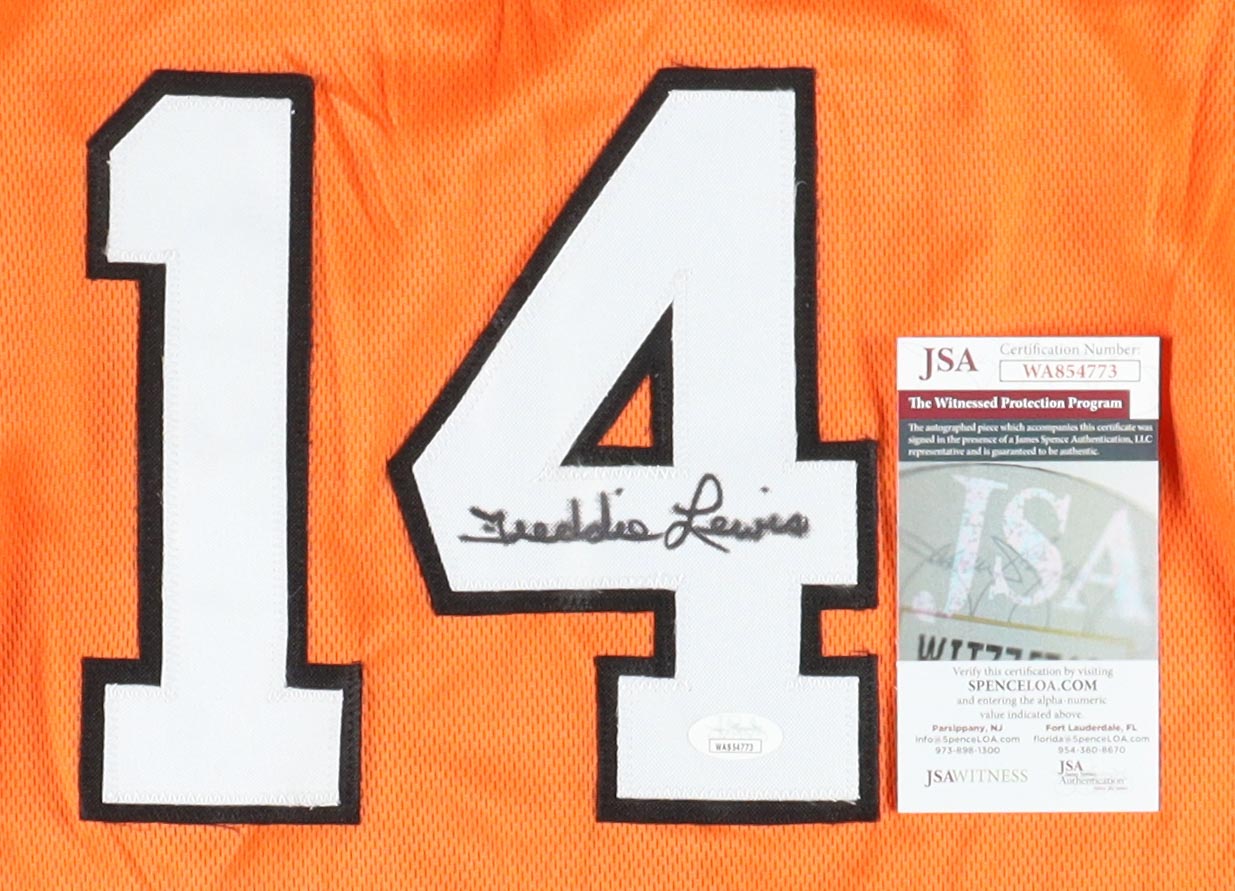 14
Freddie Lewis
WA854773
JSA
Certification Number:
WA854773
The Witnessed Protection Program
The autographed piece which accompanies this certificate was
signed in the presence of a James Spence Authentication, LLC
representative and is guaranteed to be authentic.
JSA
Verify this certification by visiting
SPENCELOA.COM
and entering the alpha-numeric
value indicated above.
Parsippany, NJ
info@SpenceLOA.com
973-898-1300
Fort Lauderdale, FL
florida@SpenceLOA.com
954-360-8670
JSAWITNESS
JSA
Authentication